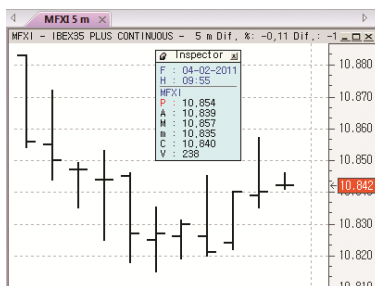 MFXI 5 m
MFXI - IBEX35 PLUS CONTINUOUS - 5 m Dif, %: -0,11 Dif,: -1
Inspector
F : 04-02-2011
H : 09:55
MFXI
P : 10,854
A : 10,839
M : 10,857
m : 10,835
C : 10,840
V : 238
10.880
10.870
10.860
10.850
10.842
10.830
10.820
10.810